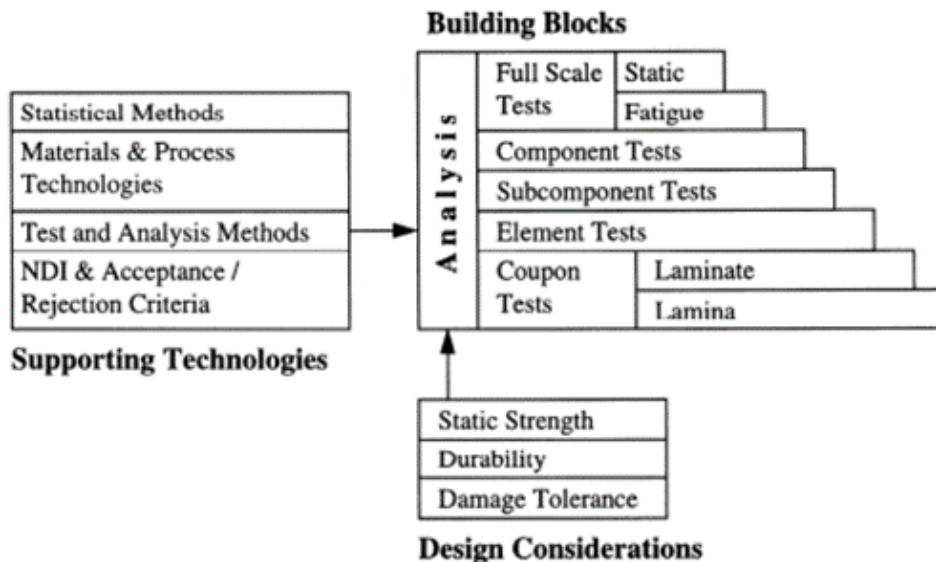 Building Blocks
Statistical Methods
Materials & Process
Technologies
Test and Analysis Methods
NDI & Acceptance /
Rejection Criteria
Supporting Technologies
Analysis
Full Scale
Tests
Static
Fatigue
Component Tests
Subcomponent Tests
Element Tests
Coupon
Tests
Laminate
Lamina
Static Strength
Durability
Damage Tolerance
Design Considerations